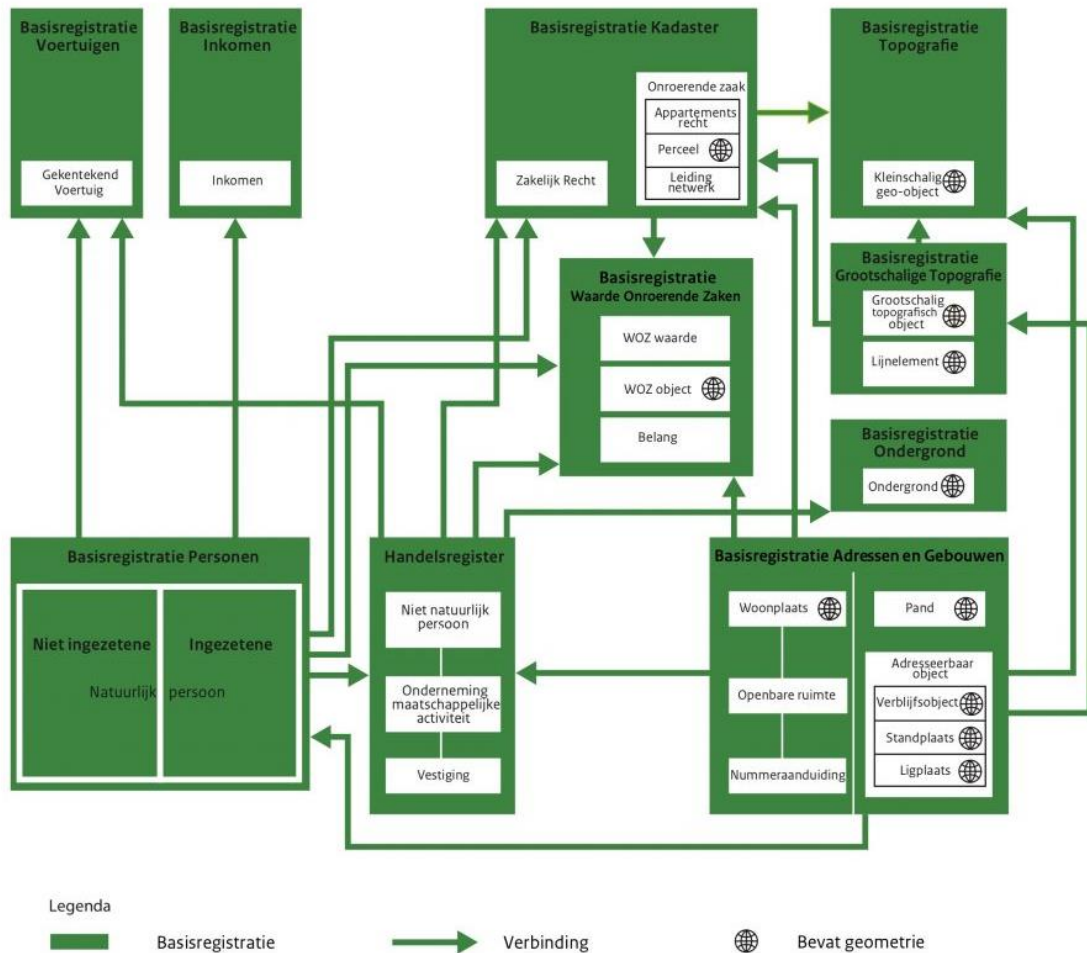 Basisregistratie
Voertuigen
Gekentekend
Voertuig
Basisregistratie
Inkomen
Inkomen
Basisregistratie Kadaster
Zakelijk Recht
Onroerende zaak
Appartements
recht
Perceel
Leiding
netwerk
Basisregistratie
Topografie
Kleinschalig
geo-object
Basisregistratie
Grootschalige Topografie
Grootschalig
topografisch
object
Lijnelement
Basisregistratie
Waarde Onroerende Zaken
WOZ waarde
WOZ object
Belang
Basisregistratie
Ondergrond
Ondergrond
Basisregistratie Personen
Niet ingezetene
Ingezetene
Natuurlijk persoon
Handelsregister
Niet natuurlijk
persoon
Onderneming
maatschappelijke
activiteit
Vestiging
Basisregistratie Adressen en Gebouwen
Woonplaats
Openbare ruimte
Nummeraanduiding
Pand
Adresseerbaar
object
Verblijfsobject
Standplaats
Ligplaats
Legenda
Basisregistratie
Verbinding
Bevat geometrie